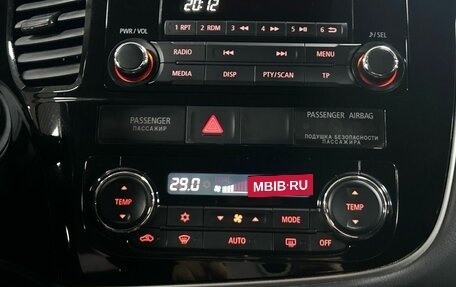 20:12
1 RPT 2 RDM 3 ◄◄ 4 ►► 5 6
PWR / VOL
♪ / SEL
RADIO MENU
MEDIA DISP PTY/SCAN TP
PASSENGER PASSENGER AIRBAG
ПАССАЖИР ПОДУШКА БЕЗОПАСНОСТИ
ПАССАЖИРА
29.0
MBIB.RU
TEMP TEMP
MODE
AUTO OFF